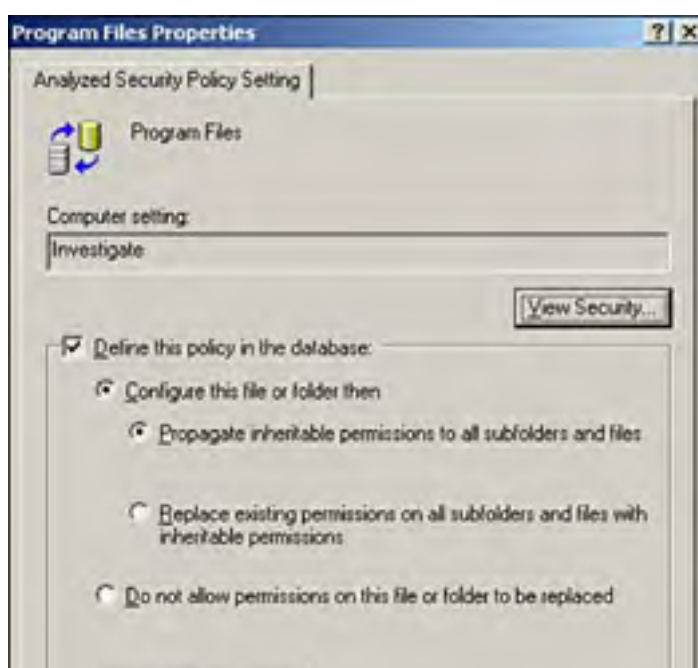 Program Files Properties
Analyzed Security Policy Setting
Program Files
Computer setting:
Investigate
View Security...
Define this policy in the database:
Configure this file or folder then
Propagate inheritable permissions to all subfolders and files
Replace existing permissions on all subfolders and files with
inheritable permissions
Do not allow permissions on this file or folder to be replaced